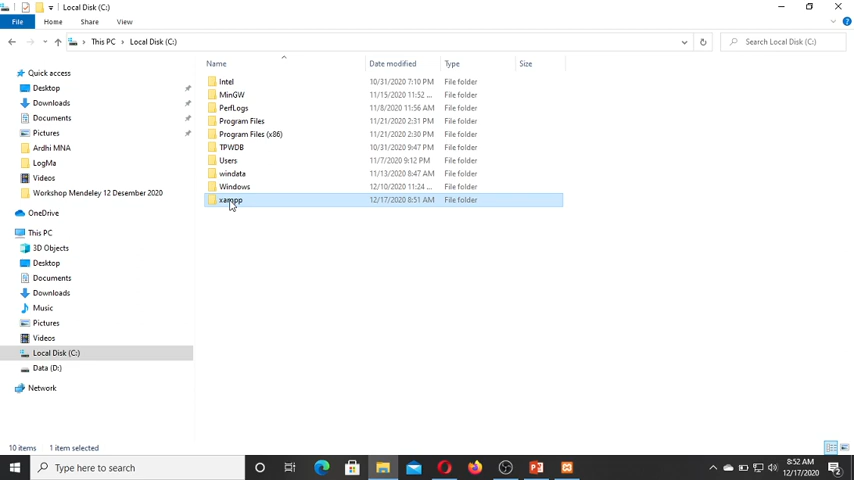 Local Disk (C:)
File Home Share View
This PC Local Disk (C:) Search Local Disk (C:)
Name Date modified Type Size
Quick access
Desktop
Downloads
Documents
Pictures
Ardhi MNA
LogMa
Videos
Workshop Mendeley 12 Desember 2020
OneDrive
This PC
3D Objects
Desktop
Documents
Downloads
Music
Pictures
Videos
Local Disk (C:)
Data (D:)
Network
Intel 10/31/2020 7:10 PM File folder
MinGW 11/15/2020 11:52 ... File folder
PerfLogs 11/8/2020 11:56 AM File folder
Program Files 11/21/2020 2:31 PM File folder
Program Files (x86) 11/21/2020 2:30 PM File folder
TPWDB 10/31/2020 9:47 PM File folder
Users 11/7/2020 9:12 PM File folder
windata 11/13/2020 8:47 AM File folder
Windows 12/10/2020 11:24 ... File folder
xampp 12/17/2020 8:51 AM File folder
10 items 1 item selected
Type here to search
8:52 AM
12/17/2020
2